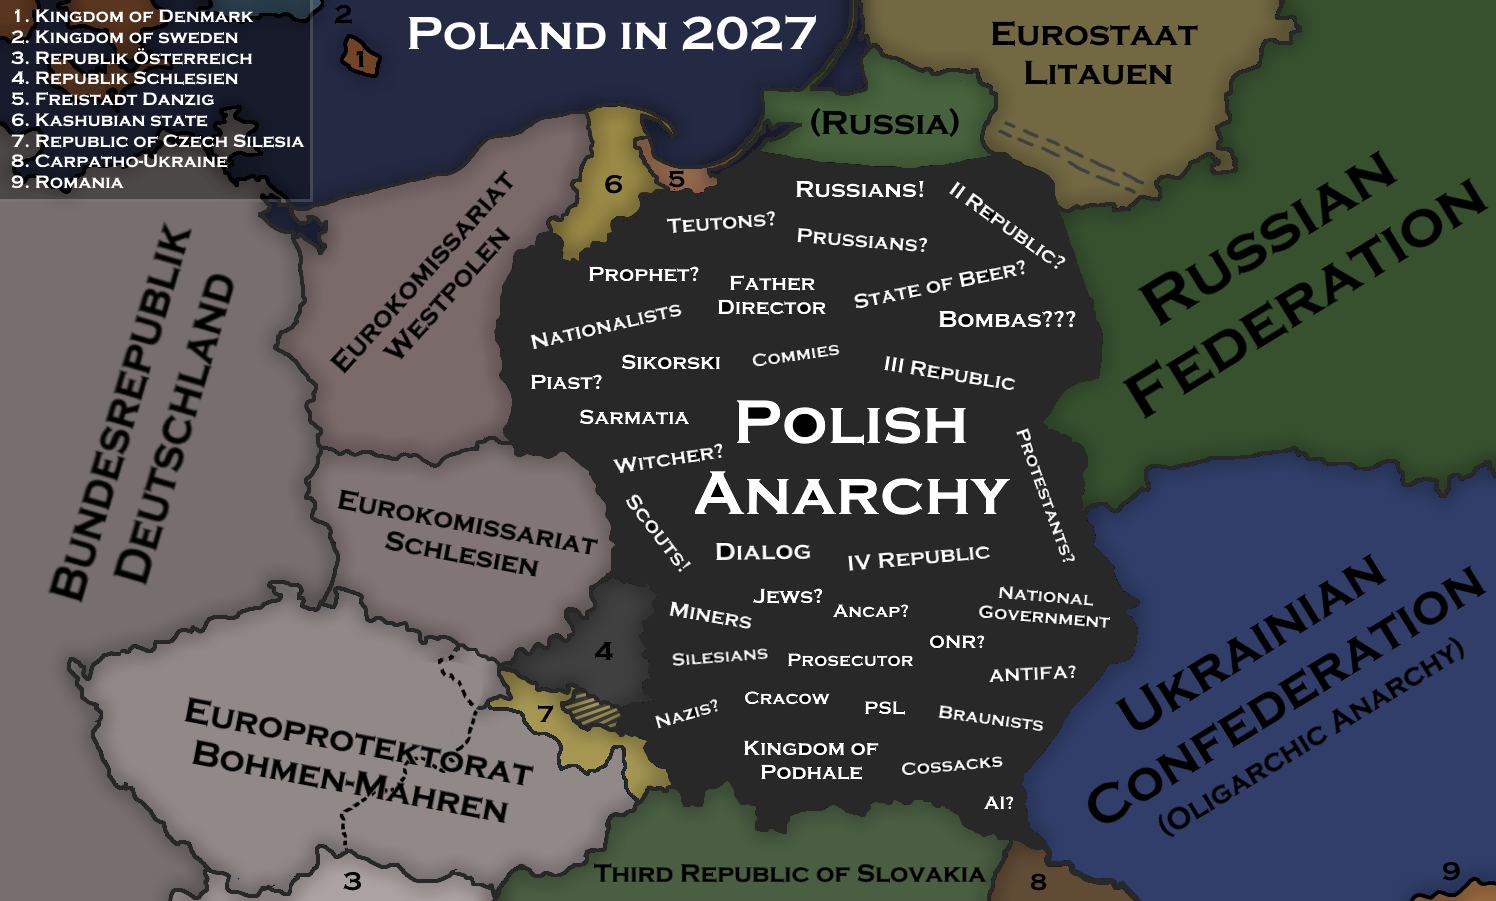 1. Kingdom of Denmark
2. Kingdom of sweden
3. Republik Österreich
4. Republik Schlesien
5. Freistadt Danzig
6. Kashubian state
7. Republic of Czech Silesia
8. Carpatho-Ukraine
9. Romania
2
1
Poland in 2027
Eurostaat
Litauen
(Russia)
6
5
Russians!
II Republic?
Teutons?
Prussians?
Prophet?
Father
Director
State of Beer?
Nationalists
Bombas???
Sikorski
Commies
III Republic
Piast?
Sarmatia
Polish
Anarchy
Witcher?
Protestants?
Scouts!
Dialog
IV Republic
Jews?
Ancap?
National
Government
Miners
ONR?
Silesians
Prosecutor
Antifa?
Cracow
PSL
Nazis?
Braunists
Kingdom of
Podhale
Cossacks
AI?
Eurokomissariat
Westpolen
Bundesrepublik
Deutschland
Eurokomissariat
Schlesien
4
7
Europrotektorat
Bohmen-Mahren
3
Third Republic of Slovakia
8
9
Russian
Federation
Ukrainian
Confederation
(Oligarchic Anarchy)